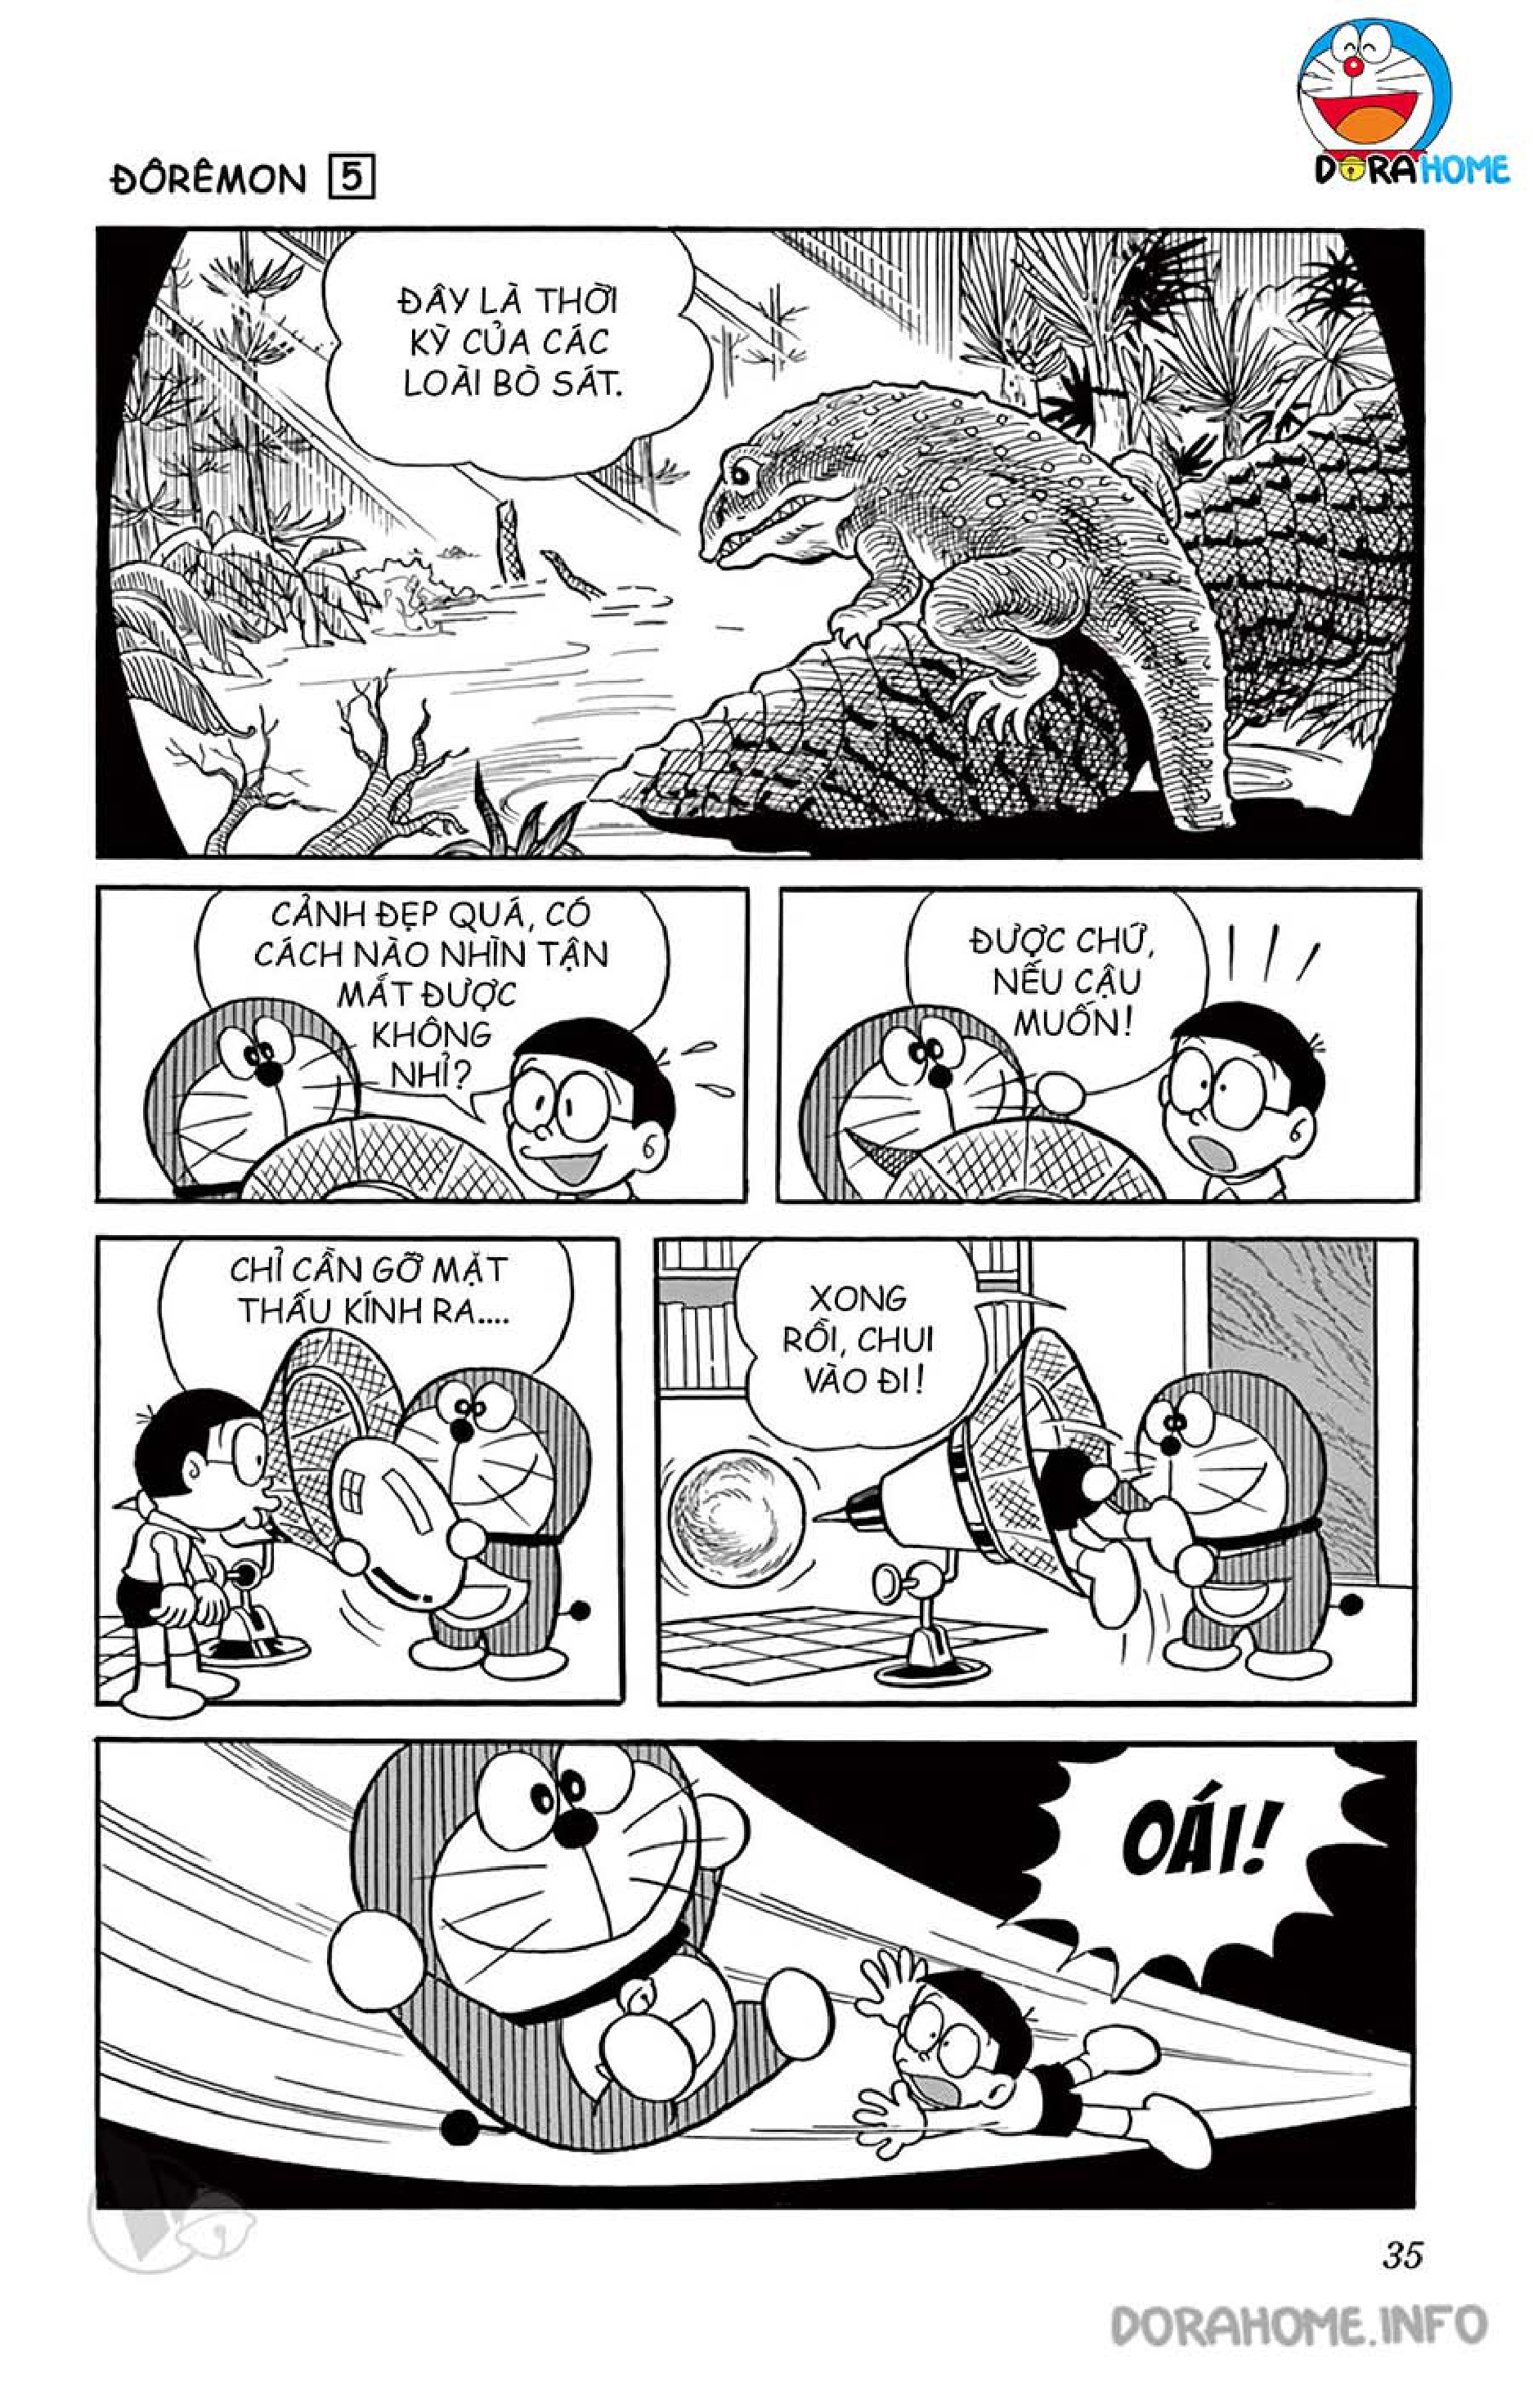 DORAHOME
ĐÔRÊMON 5
ĐÂY LÀ THỜI
KỲ CỦA CÁC
LOÀI BÒ SÁT.
CẢNH ĐẸP QUÁ, CÓ
CÁCH NÀO NHÌN TẬN
MẮT ĐƯỢC
KHÔNG
NHỈ?
ĐƯỢC CHỨ,
NẾU CẬU
MUỐN!
CHỈ CẦN GỠ MẶT
THẤU KÍNH RA....
XONG
RỒI, CHUI
VÀO ĐI!
OÁI!
35
DORAHOME.INFO